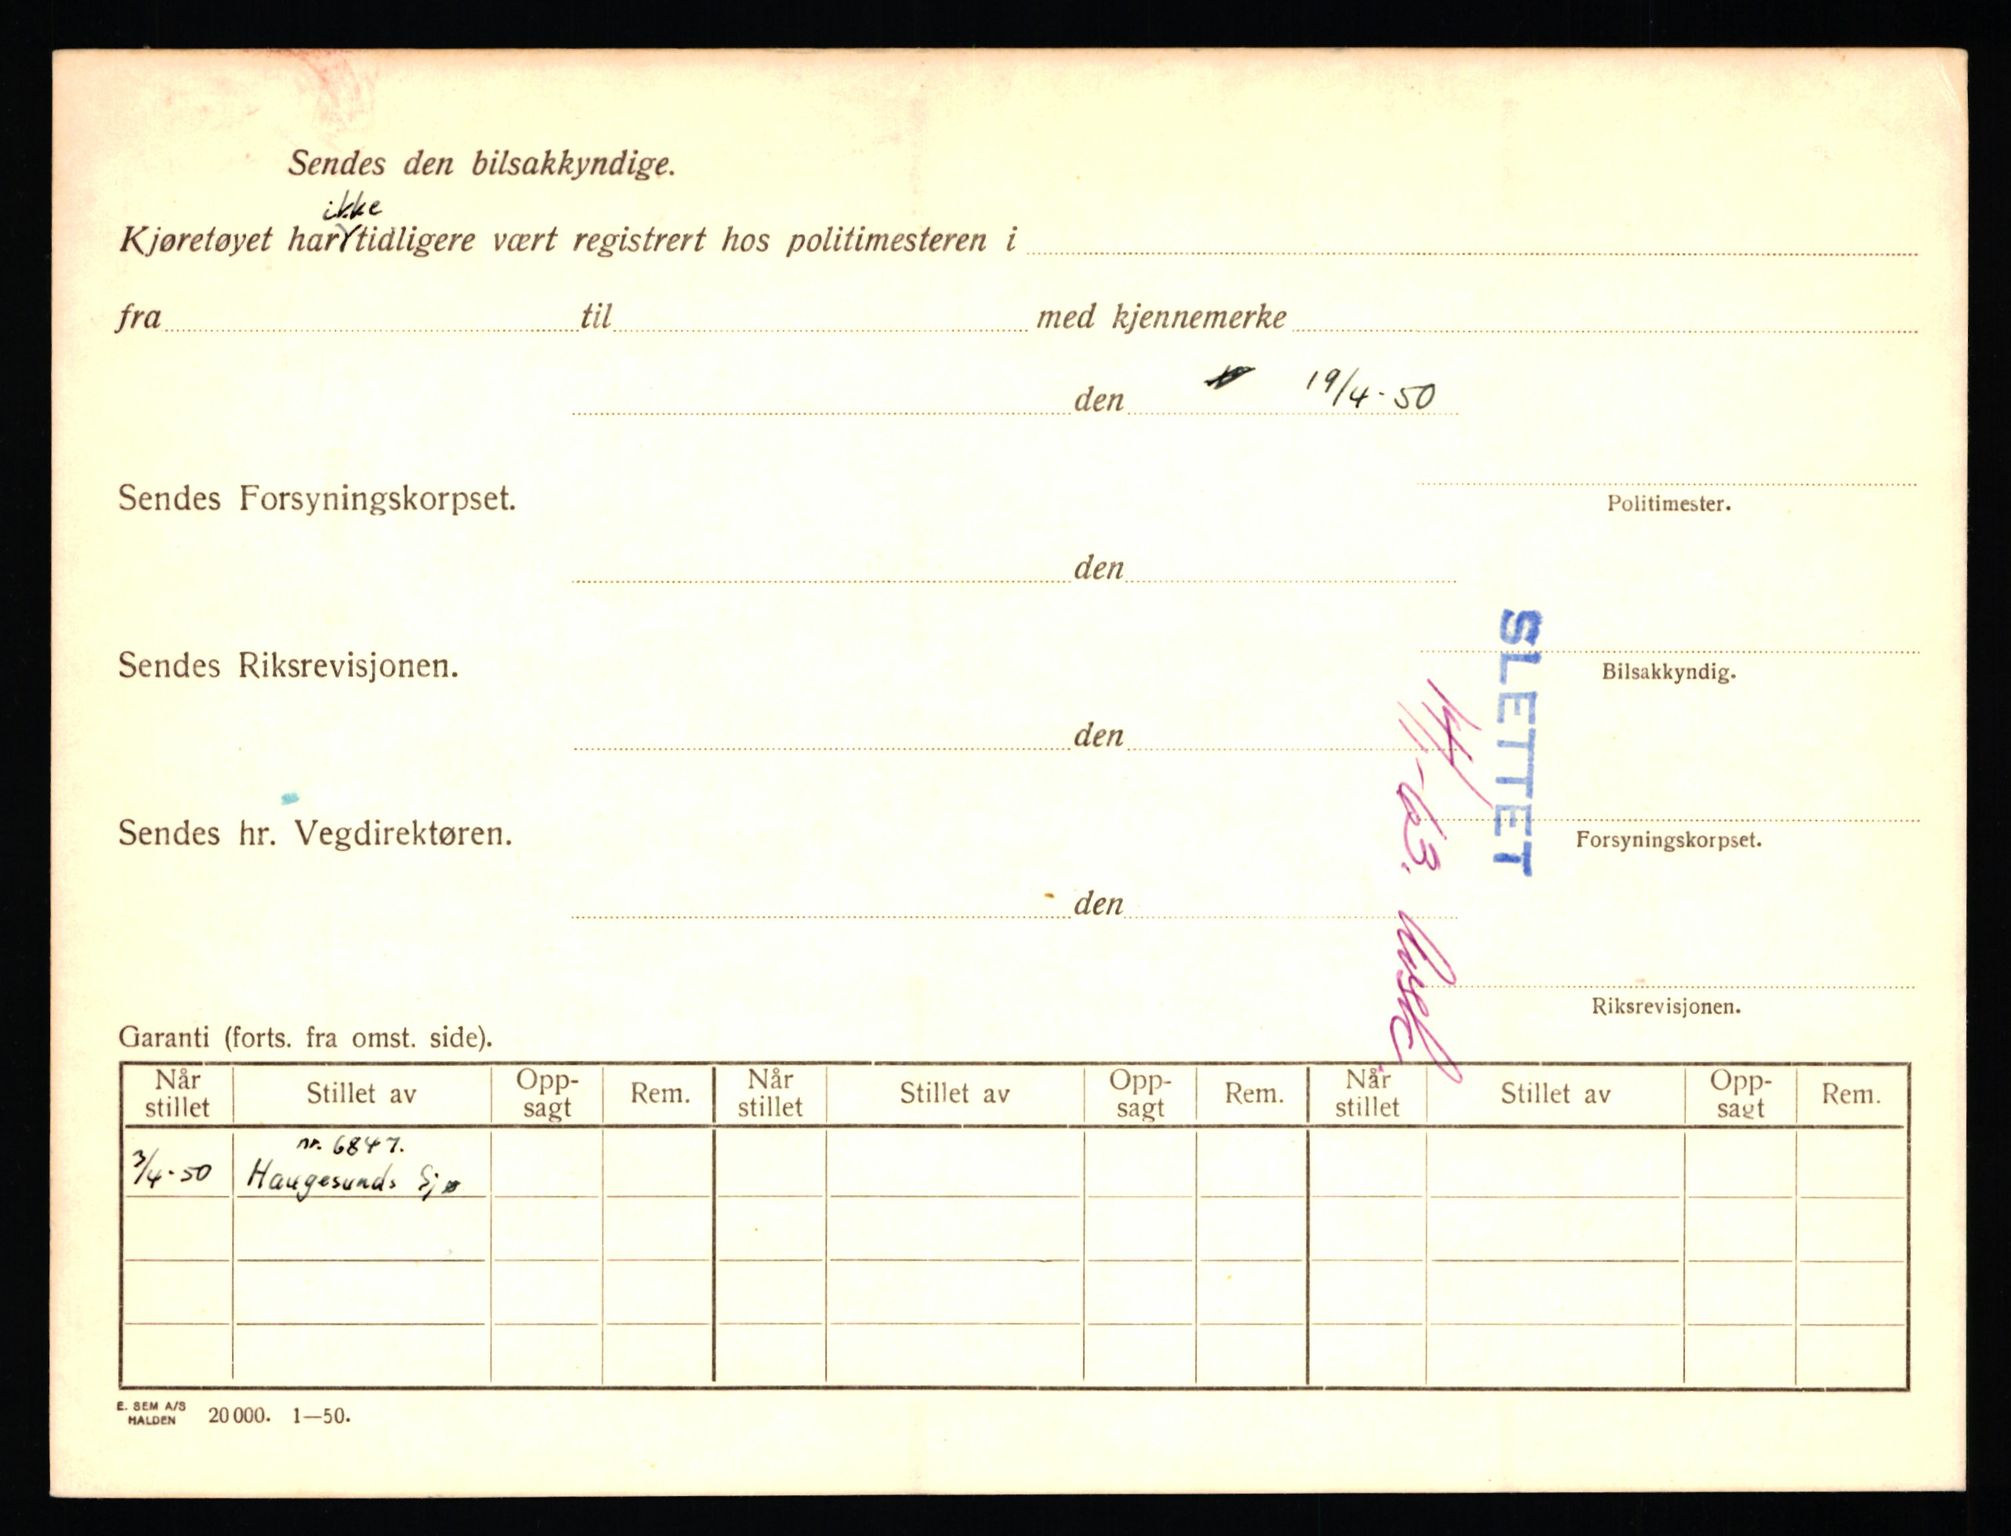 Sendes den bilsakkyndige.
ikke
Kjøretøyet har tidligere vært registrert hos politimesteren i
fra til med kjennemerke
den 19/4-50
Sendes Forsyningskorpset.
Politimester.
den
Sendes Riksrevisjonen.
Bilsakkyndig.
den
SLETTET
Sendes hr. Vegdirektøren.
Forsyningskorpset.
den
Riksrevisjonen.
Garanti (forts. fra omst. side).
Når stillet Stillet av Opp-sagt Rem. Når stillet Stillet av Opp-sagt Rem. Når stillet Stillet av Opp-sagt Rem.
nr. 6847.
3/4-50 Haugesunds Sjø
E. SEM A/S
HALDEN 20 000. 1—50.